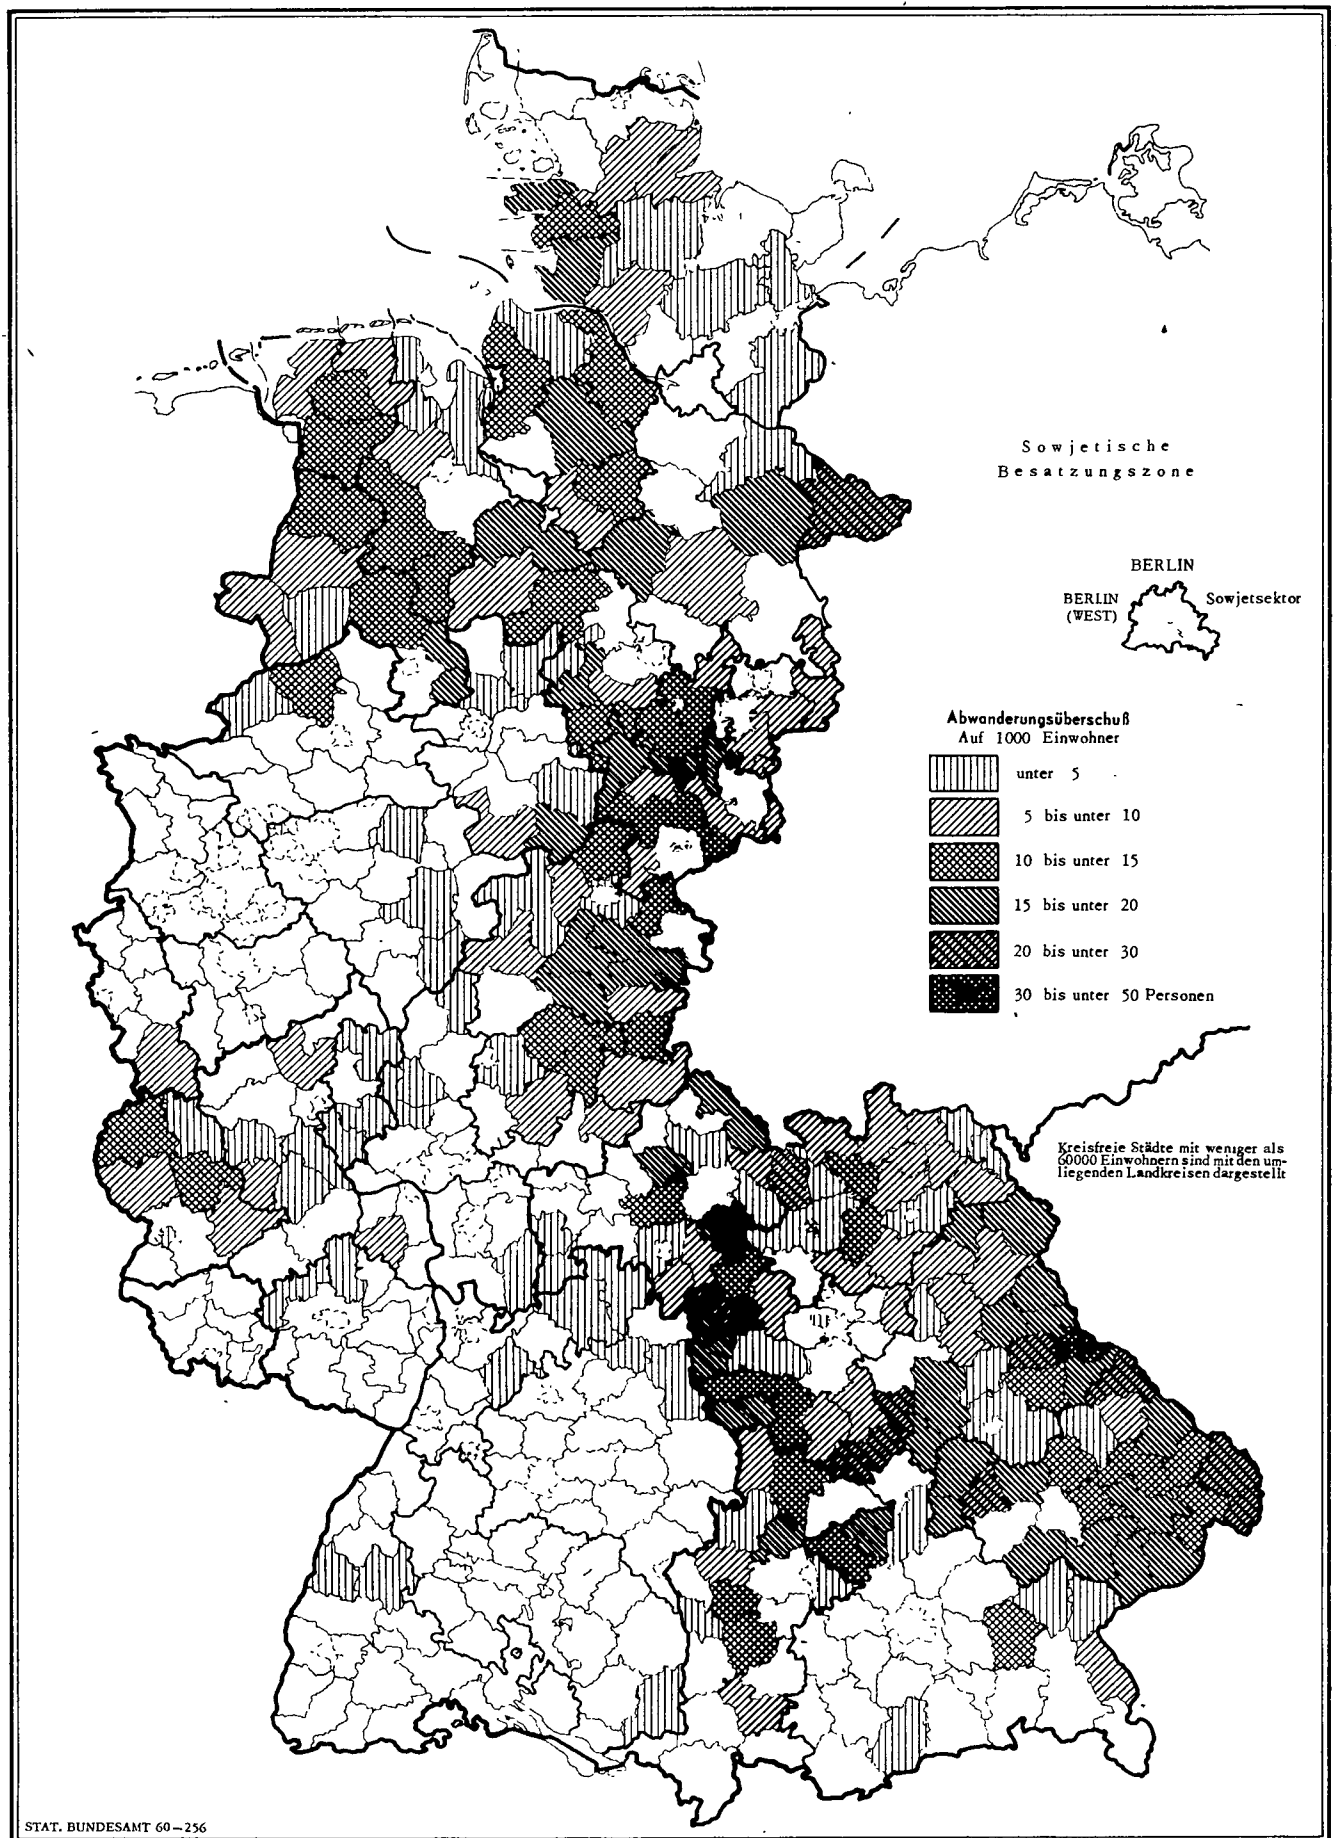 Sowjetische
Besatzungszone
BERLIN
BERLIN
(WEST)
Sowjetsektor
Abwanderungsüberschuß
Auf 1000 Einwohner
unter 5
5 bis unter 10
10 bis unter 15
15 bis unter 20
20 bis unter 30
30 bis unter 50 Personen
Kreisfreie Städte mit weniger als
60000 Einwohnern sind mit den um-
liegenden Landkreisen dargestellt
STAT. BUNDESAMT 60–256